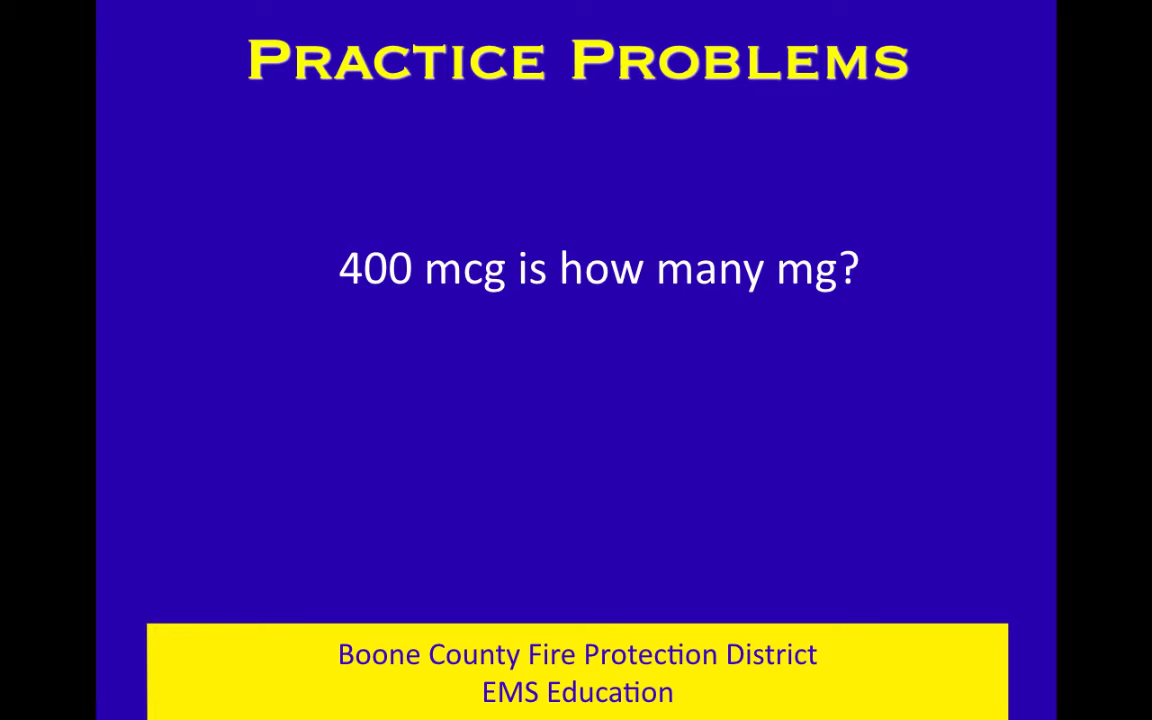 Practice Problems
400 mcg is how many mg?
Boone County Fire Protection District
EMS Education